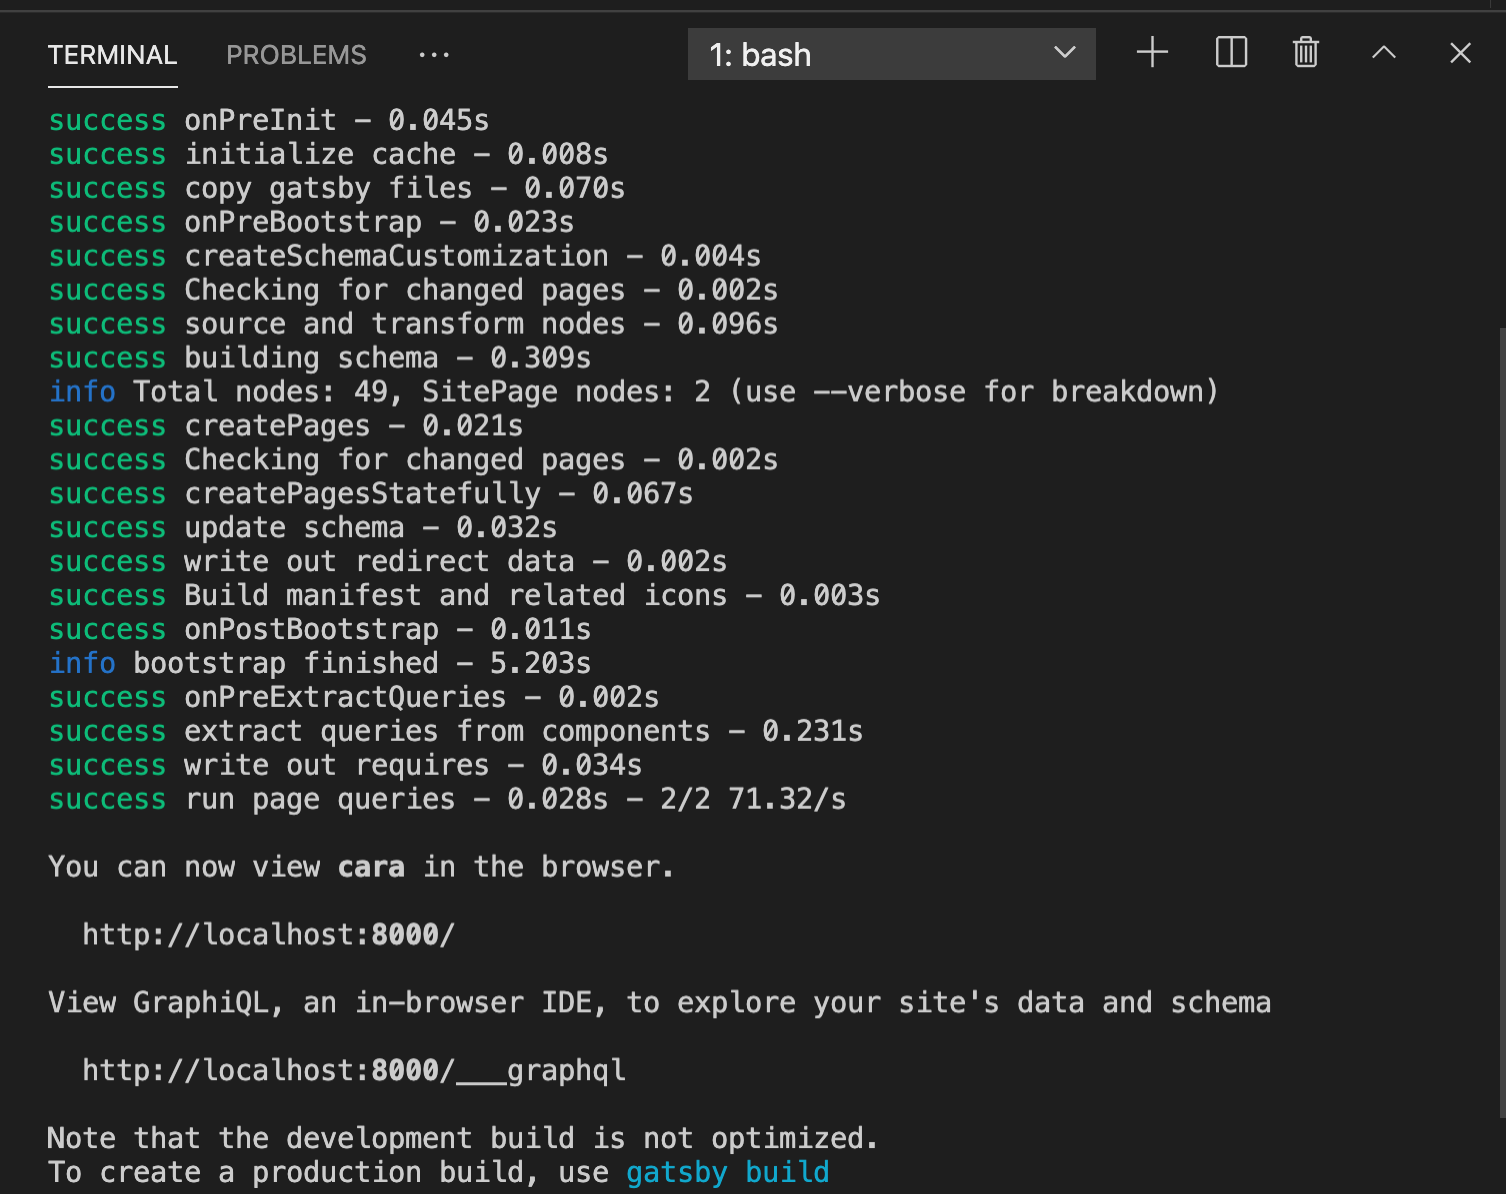 TERMINAL PROBLEMS ··· 1: bash
success onPreInit – 0.045s
success initialize cache – 0.008s
success copy gatsby files – 0.070s
success onPreBootstrap – 0.023s
success createSchemaCustomization – 0.004s
success Checking for changed pages – 0.002s
success source and transform nodes – 0.096s
success building schema – 0.309s
info Total nodes: 49, SitePage nodes: 2 (use --verbose for breakdown)
success createPages – 0.021s
success Checking for changed pages – 0.002s
success createPagesStatefully – 0.067s
success update schema – 0.032s
success write out redirect data – 0.002s
success Build manifest and related icons – 0.003s
success onPostBootstrap – 0.011s
info bootstrap finished – 5.203s
success onPreExtractQueries – 0.002s
success extract queries from components – 0.231s
success write out requires – 0.034s
success run page queries – 0.028s – 2/2 71.32/s
You can now view cara in the browser.
http://localhost:8000/
View GraphiQL, an in-browser IDE, to explore your site's data and schema
http://localhost:8000/___graphql
Note that the development build is not optimized.
To create a production build, use gatsby build